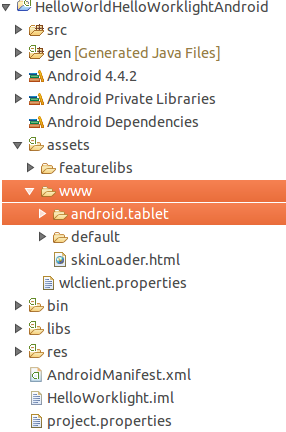 HelloWorldHelloWorklightAndroid
src
gen [Generated Java Files]
Android 4.4.2
Android Private Libraries
Android Dependencies
assets
featurelibs
www
android.tablet
default
skinLoader.html
wlclient.properties
bin
libs
res
AndroidManifest.xml
HelloWorklight.iml
project.properties